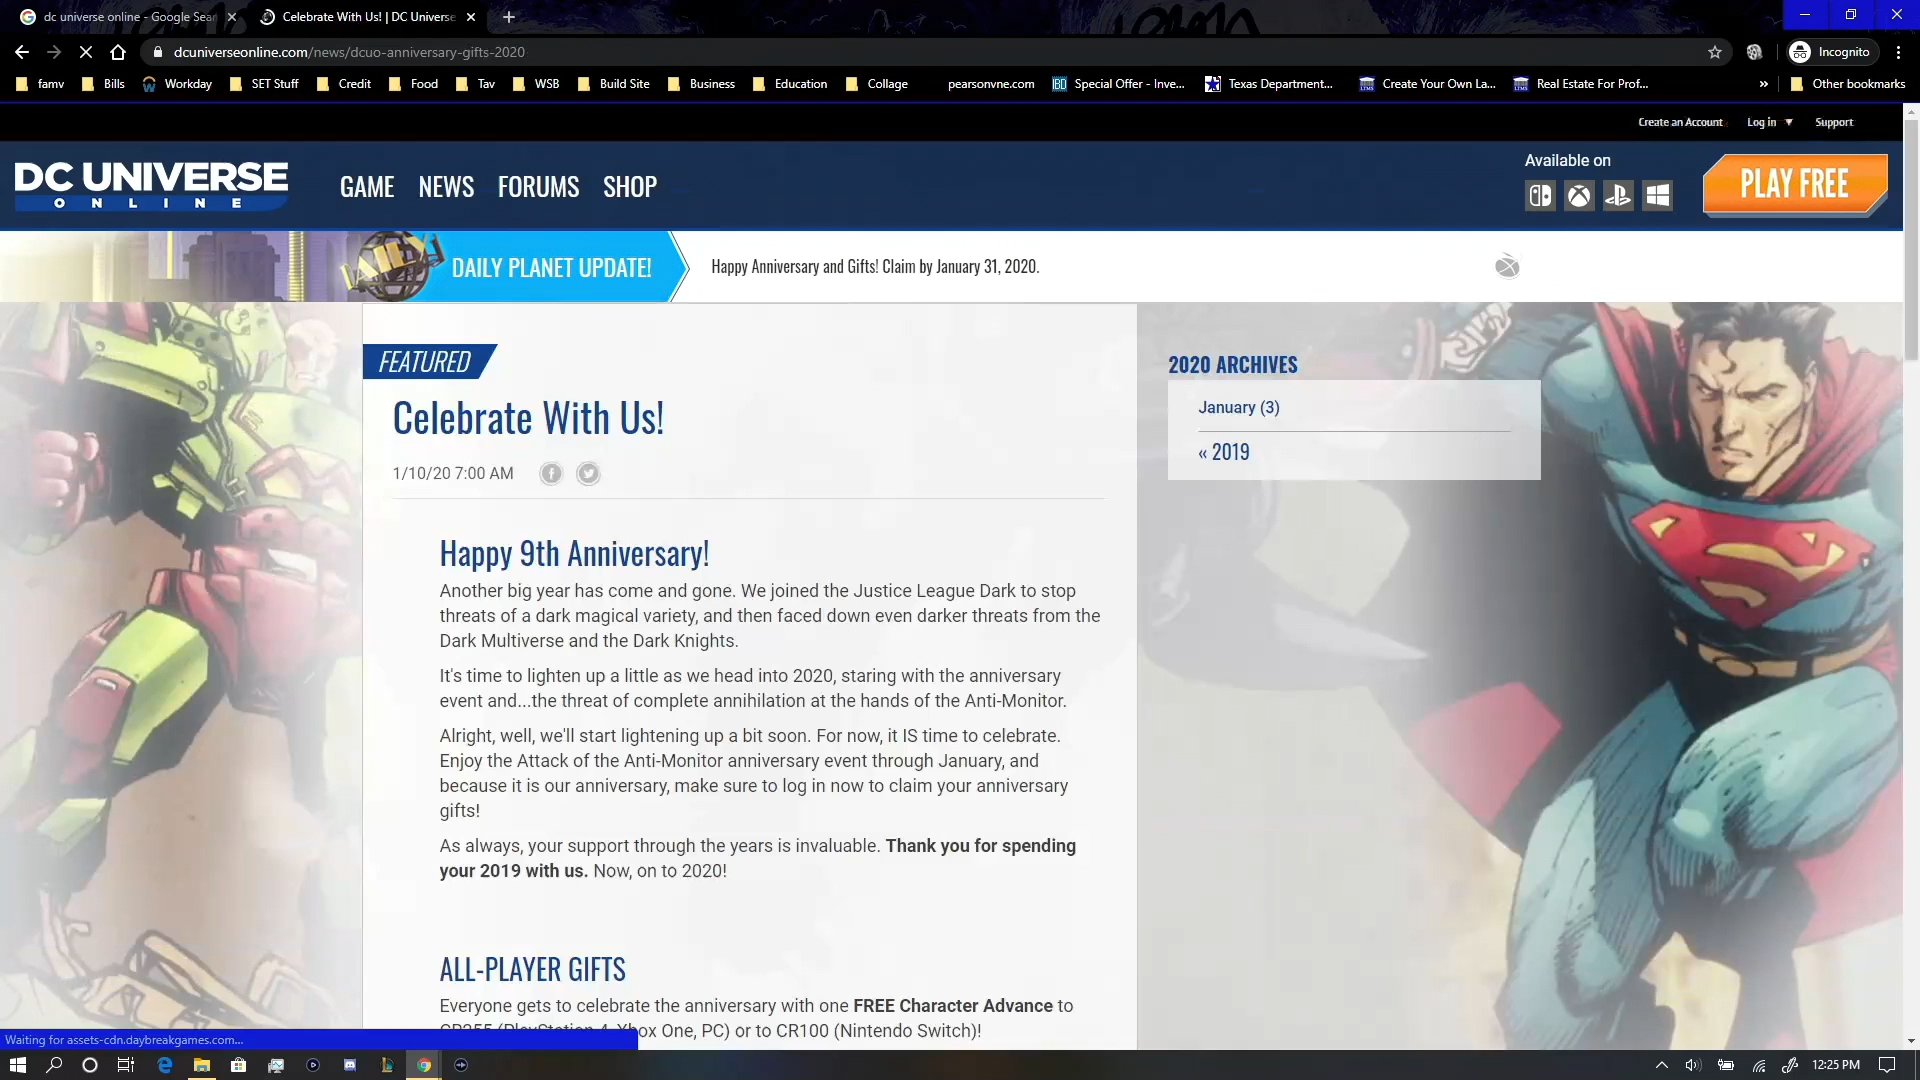 dc universe online - Google Sear
Celebrate With Us! | DC Universe
dcuniverseonline.com/news/dcuo-anniversary-gifts-2020
Incognito
famv Bills Workday SET Stuff Credit Food Tav WSB Build Site Business Education Collage pearsonvne.com Special Offer - Inve... Texas Department... Create Your Own La... Real Estate For Prof... » Other bookmarks
Create an Account Log in Support
DC UNIVERSE
ONLINE
GAME NEWS FORUMS SHOP
Available on
PLAY FREE
DAILY PLANET UPDATE!
Happy Anniversary and Gifts! Claim by January 31, 2020.
FEATURED
Celebrate With Us!
1/10/20 7:00 AM
Happy 9th Anniversary!
Another big year has come and gone. We joined the Justice League Dark to stop
threats of a dark magical variety, and then faced down even darker threats from the
Dark Multiverse and the Dark Knights.
It's time to lighten up a little as we head into 2020, staring with the anniversary
event and...the threat of complete annihilation at the hands of the Anti-Monitor.
Alright, well, we'll start lightening up a bit soon. For now, it IS time to celebrate.
Enjoy the Attack of the Anti-Monitor anniversary event through January, and
because it is our anniversary, make sure to log in now to claim your anniversary
gifts!
As always, your support through the years is invaluable. Thank you for spending
your 2019 with us. Now, on to 2020!
ALL-PLAYER GIFTS
Everyone gets to celebrate the anniversary with one FREE Character Advance to
Xbox One, PC) or to CR100 (Nintendo Switch)!
2020 ARCHIVES
January (3)
« 2019
Waiting for assets-cdn.daybreakgames.com...
12:25 PM